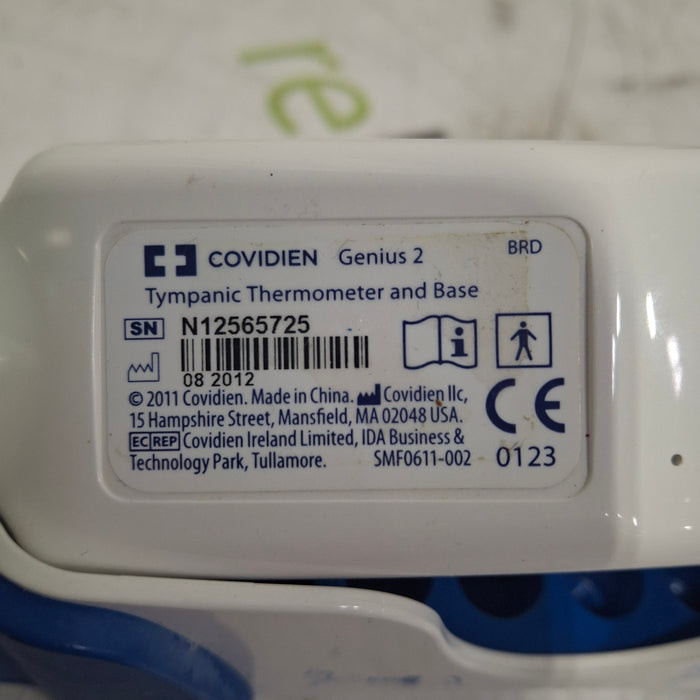 re
COVIDIEN Genius 2 BRD
Tympanic Thermometer and Base
SN N12565725
08 2012
© 2011 Covidien. Made in China. Covidien llc,
15 Hampshire Street, Mansfield, MA 02048 USA.
EC REP Covidien Ireland Limited, IDA Business &
Technology Park, Tullamore. SMF0611-002
CE
0123